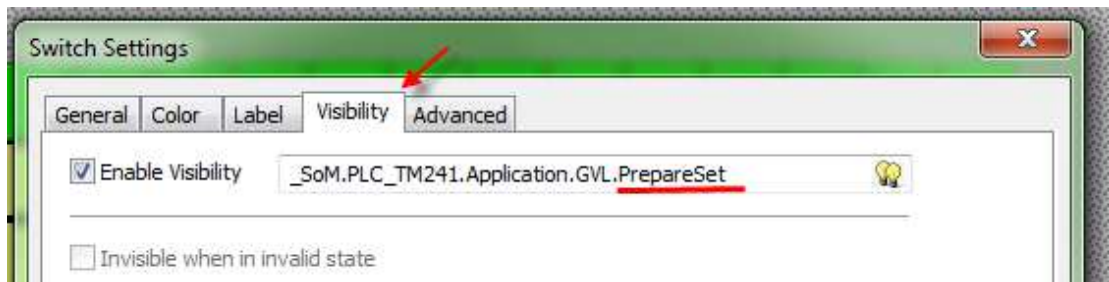 Switch Settings
General Color Label Visibility Advanced
Enable Visibility _SoM.PLC_TM241.Application.GVL.PrepareSet
Invisible when in invalid state